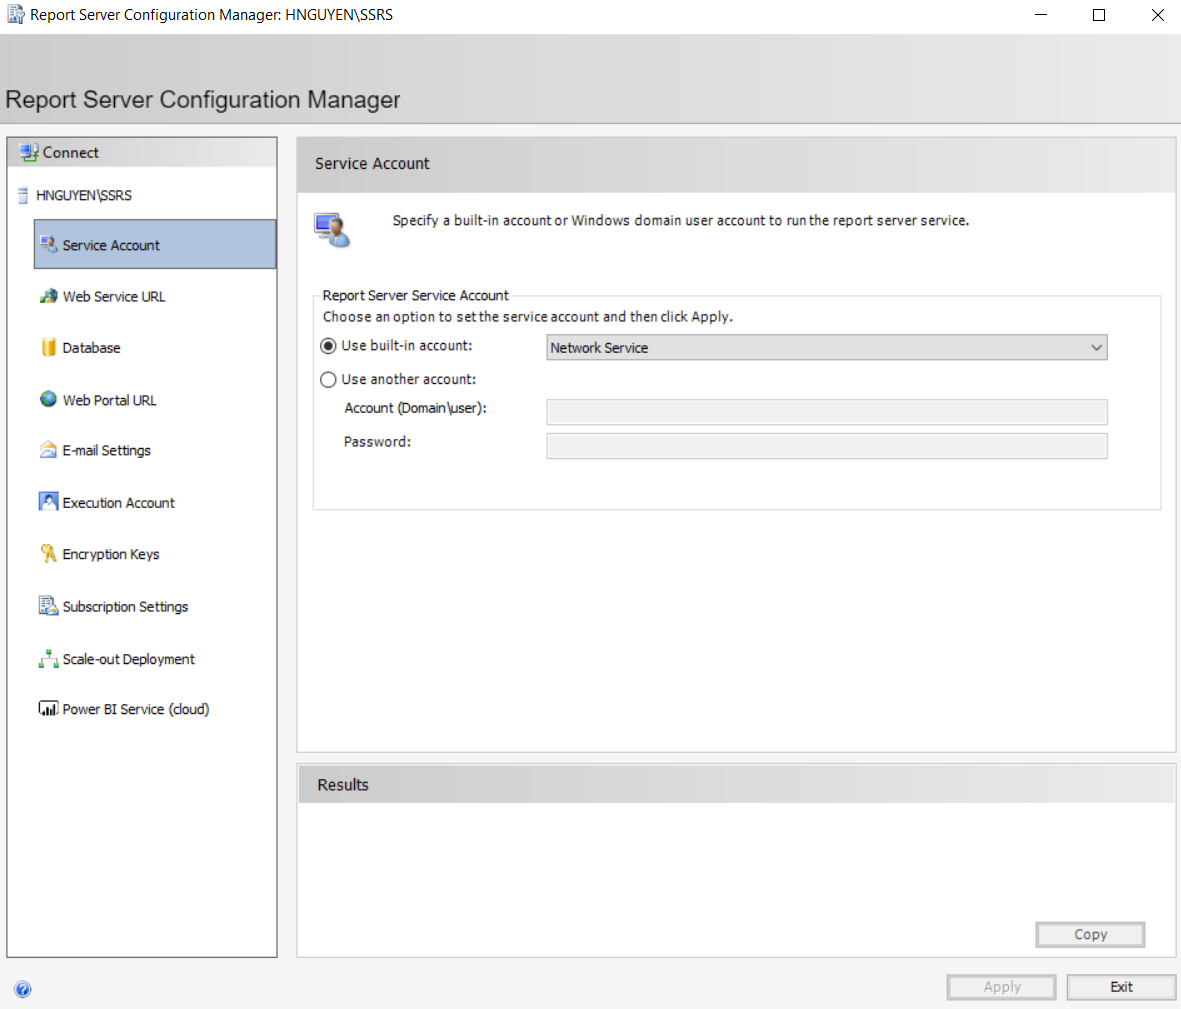 Report Server Configuration Manager: HNGUYEN\SSRS
Report Server Configuration Manager
Connect
HNGUYEN\SSRS
Service Account
Web Service URL
Database
Web Portal URL
E-mail Settings
Execution Account
Encryption Keys
Subscription Settings
Scale-out Deployment
Power BI Service (cloud)
Service Account
Specify a built-in account or Windows domain user account to run the report server service.
Report Server Service Account
Choose an option to set the service account and then click Apply.
Use built-in account:
Network Service
Use another account:
Account (Domain\user):
Password:
Results
Copy
Apply
Exit